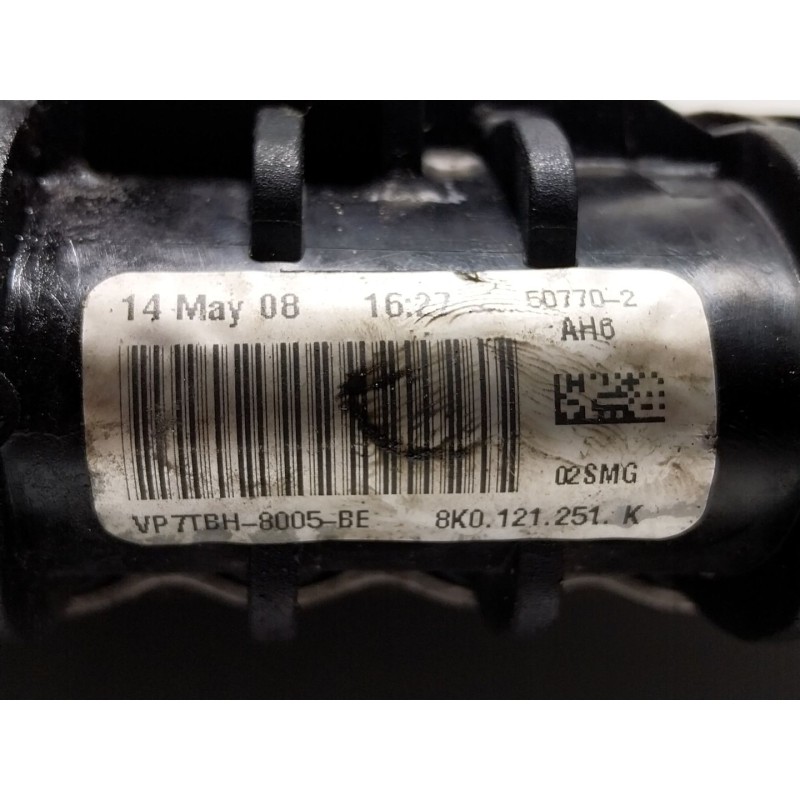 14 May 08 16:27 50770-2
AH6
02SMG
VP7TBH-8005-BE 8K0.121.251. K